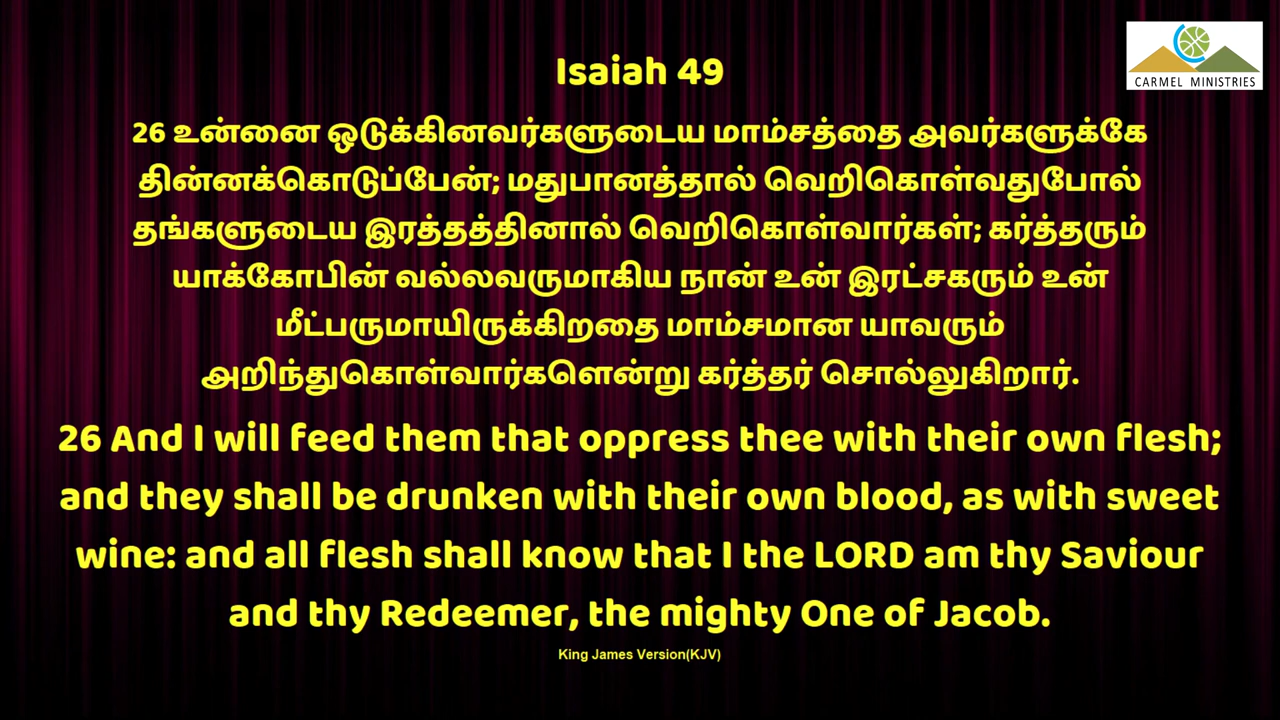 Isaiah 49
CARMEL MINISTRIES
26 உன்னை ஒடுக்கினவர்களுடைய மாம்சத்தை அவர்களுக்கே
தின்னக்கொடுப்பேன்; மதுபானத்தால் வெறிகொள்வதுபோல்
தங்களுடைய இரத்தத்தினால் வெறிகொள்வார்கள்; கர்த்தரும்
யாக்கோபின் வல்லவருமாகிய நான் உன் இரட்சகரும் உன்
மீட்பருமாயிருக்கிறதை மாம்சமான யாவரும்
அறிந்துகொள்வார்களென்று கர்த்தர் சொல்லுகிறார்.
26 And I will feed them that oppress thee with their own flesh;
and they shall be drunken with their own blood, as with sweet
wine: and all flesh shall know that I the LORD am thy Saviour
and thy Redeemer, the mighty One of Jacob.
King James Version(KJV)